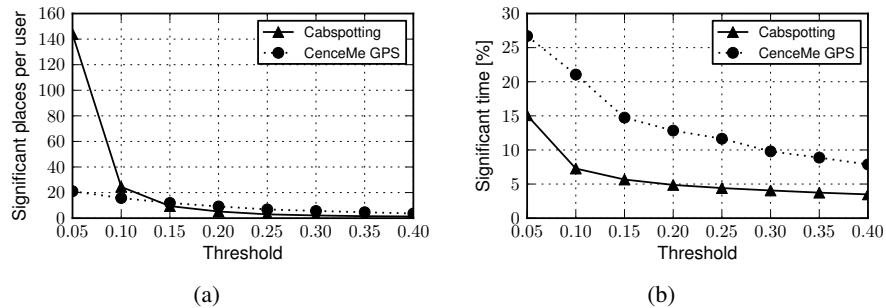 160
140
120
100
80
60
40
20
0
0.05 0.10 0.15 0.20 0.25 0.30 0.35 0.40
Threshold
Significant places per user
Cabspotting
CenceMe GPS
(a)
30
25
20
15
10
5
0
0.05 0.10 0.15 0.20 0.25 0.30 0.35 0.40
Threshold
Significant time [%]
Cabspotting
CenceMe GPS
(b)